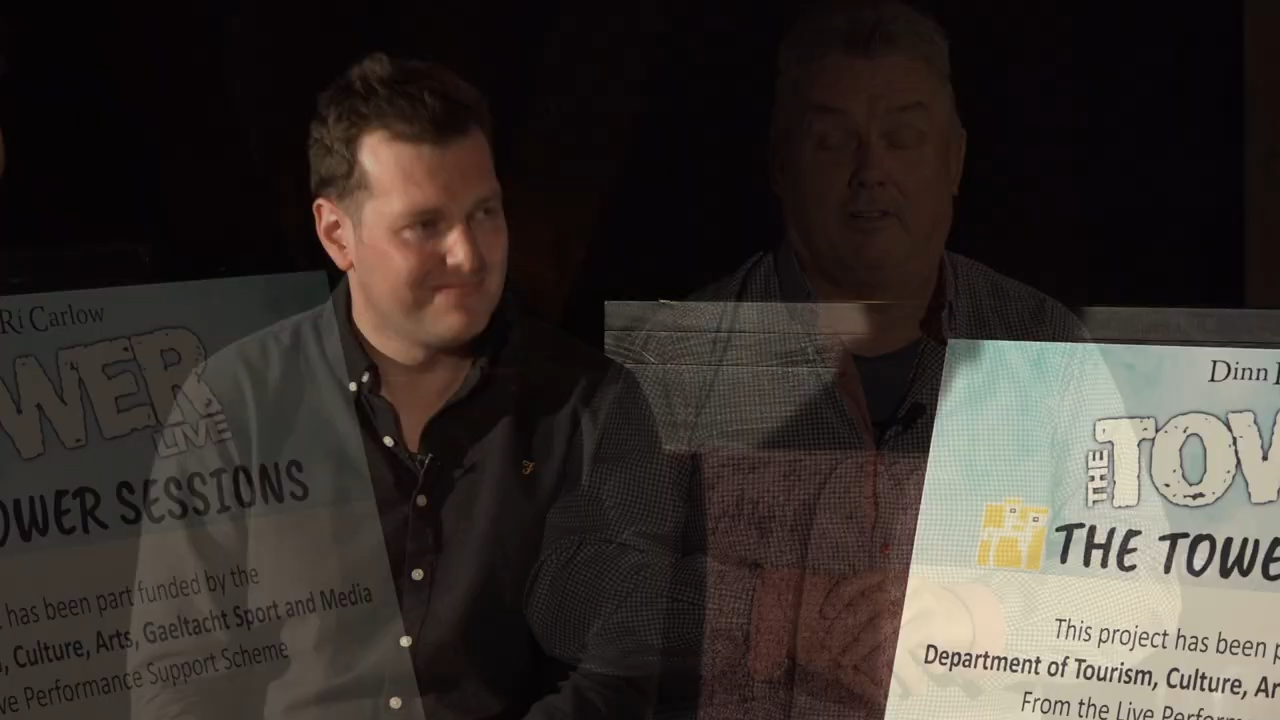 Ri Carlow
WER
LIVE
OWER SESSIONS
has been part funded by the
, Culture, Arts, Gaeltacht Sport and Media
ve Performance Support Scheme
Dinn
THE TOW
THE TOWE
This project has been p
Department of Tourism, Culture, Ar
From the Live Perform